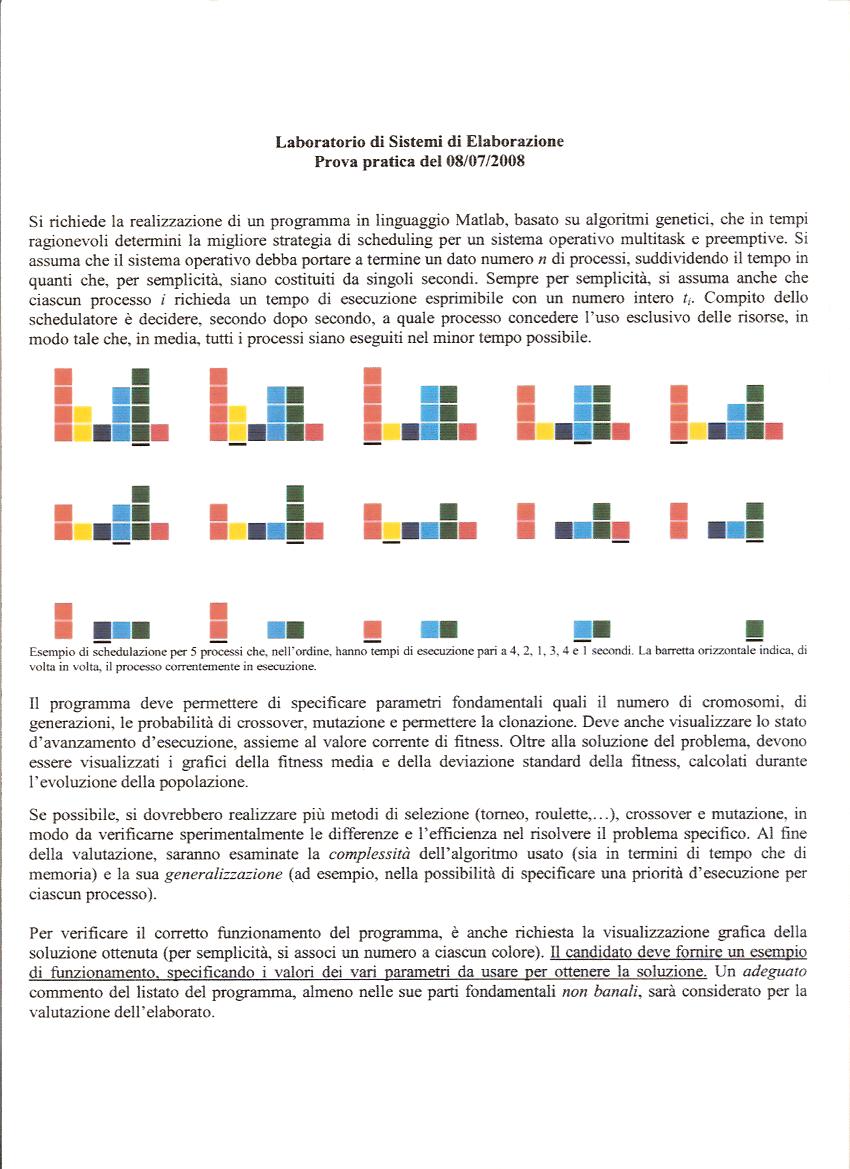 Laboratorio di Sistemi di Elaborazione
Prova pratica del 08/07/2008
Si richiede la realizzazione di un programma in linguaggio Matlab, basato su algoritmi genetici, che in tempi
ragionevoli determini la migliore strategia di scheduling per un sistema operativo multitask e preemptive. Si
assuma che il sistema operativo debba portare a termine un dato numero n di processi, suddividendo il tempo in
quanti che, per semplicità, siano costituiti da singoli secondi. Sempre per semplicità, si assuma anche che
ciascun processo i richieda un tempo di esecuzione esprimibile con un numero intero ti. Compito dello
schedulatore è decidere, secondo dopo secondo, a quale processo concedere l'uso esclusivo delle risorse, in
modo tale che, in media, tutti i processi siano eseguiti nel minor tempo possibile.
Esempio di schedulazione per 5 processi che, nell'ordine, hanno tempi di esecuzione pari a 4, 2, 1, 3, 4 e 1 secondi. La barretta orizzontale indica, di
volta in volta, il processo correntemente in esecuzione.
Il programma deve permettere di specificare parametri fondamentali quali il numero di cromosomi, di
generazioni, le probabilità di crossover, mutazione e permettere la clonazione. Deve anche visualizzare lo stato
d'avanzamento d'esecuzione, assieme al valore corrente di fitness. Oltre alla soluzione del problema, devono
essere visualizzati i grafici della fitness media e della deviazione standard della fitness, calcolati durante
l'evoluzione della popolazione.
Se possibile, si dovrebbero realizzare più metodi di selezione (torneo, roulette,...), crossover e mutazione, in
modo da verificarne sperimentalmente le differenze e l'efficienza nel risolvere il problema specifico. Al fine
della valutazione, saranno esaminate la complessità dell'algoritmo usato (sia in termini di tempo che di
memoria) e la sua generalizzazione (ad esempio, nella possibilità di specificare una priorità d'esecuzione per
ciascun processo).
Per verificare il corretto funzionamento del programma, è anche richiesta la visualizzazione grafica della
soluzione ottenuta (per semplicità, si associ un numero a ciascun colore). Il candidato deve fornire un esempio
di funzionamento, specificando i valori dei vari parametri da usare per ottenere la soluzione. Un adeguato
commento del listato del programma, almeno nelle sue parti fondamentali non banali, sarà considerato per la
valutazione dell'elaborato.